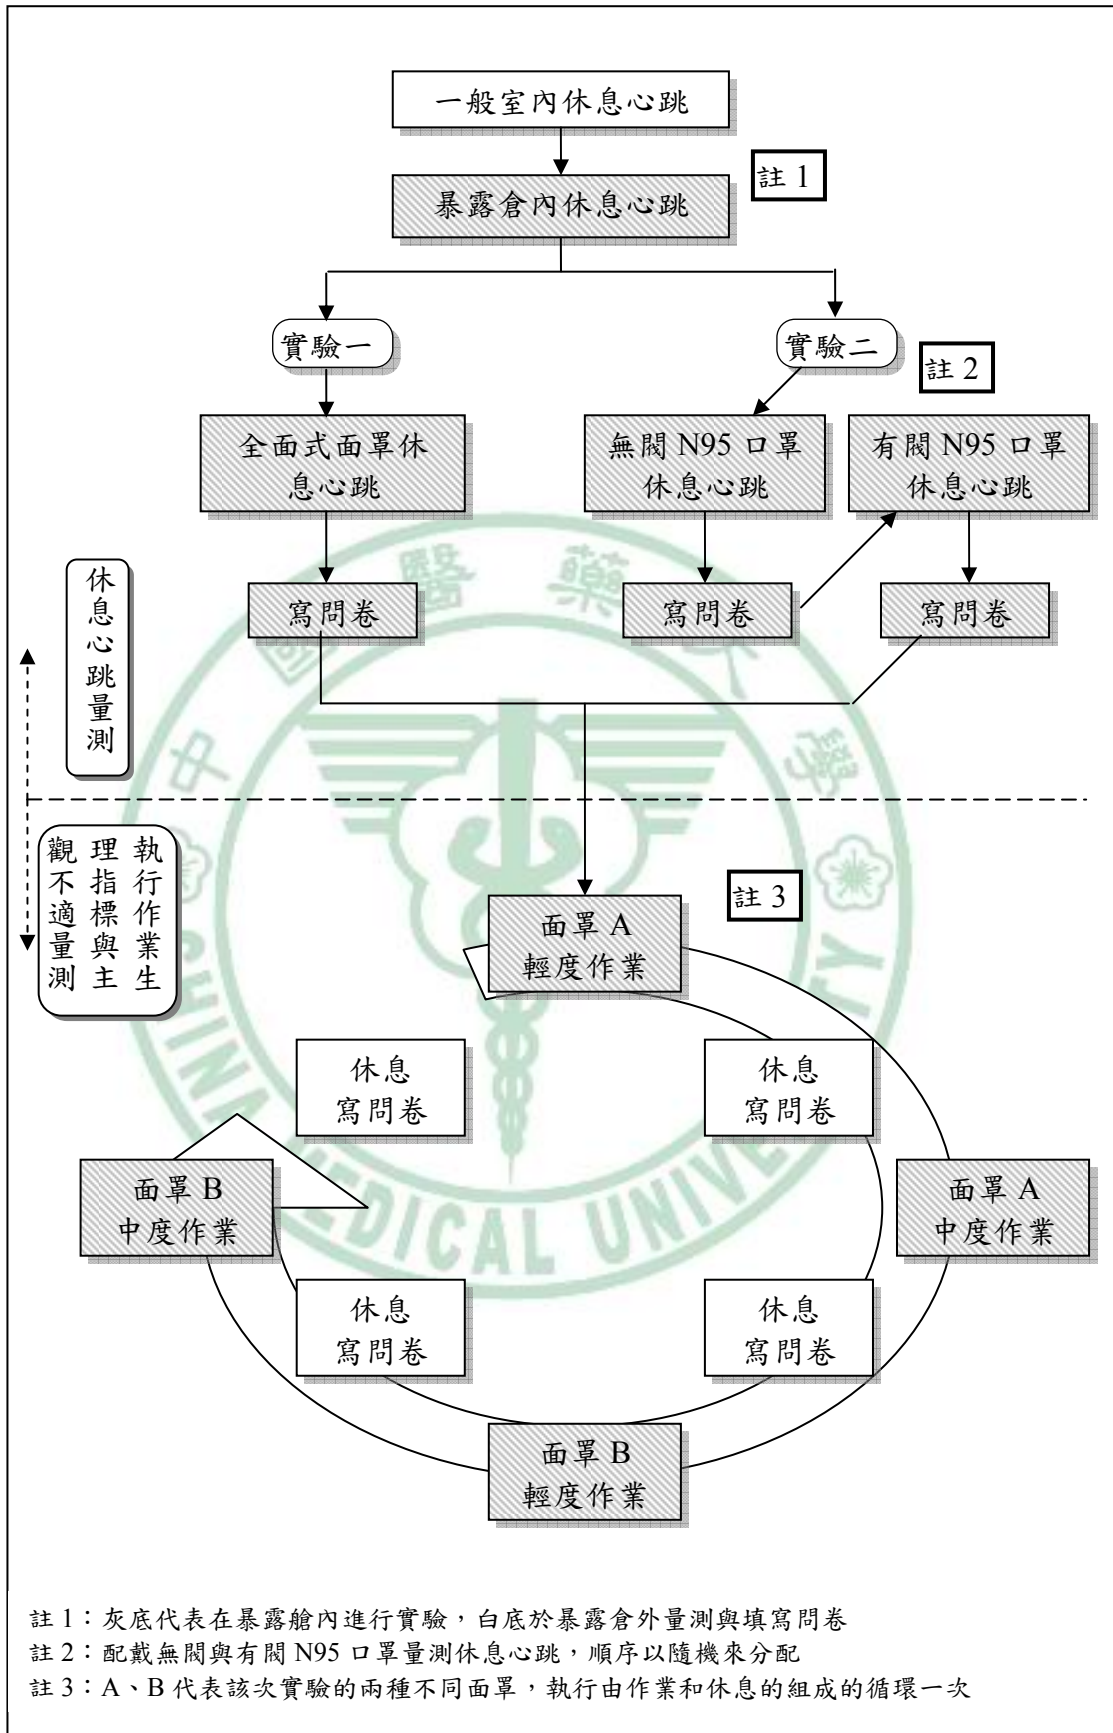 一般室內休息心跳
暴露倉內休息心跳
註 1
實驗一
實驗二
註 2
全面式面罩休
息心跳
無閥 N95 口罩
休息心跳
有閥 N95 口罩
休息心跳
寫問卷
寫問卷
寫問卷
休息心跳量測
執行作業生
理指標與主
觀不適量測
註 3
面罩 A
輕度作業
休息
寫問卷
休息
寫問卷
面罩 B
中度作業
面罩 A
中度作業
休息
寫問卷
休息
寫問卷
面罩 B
輕度作業
中國醫藥大學
CHINA MEDICAL UNIVERSITY
註 1：灰底代表在暴露艙內進行實驗，白底於暴露倉外量測與填寫問卷
註 2：配戴無閥與有閥 N95 口罩量測休息心跳，順序以隨機來分配
註 3：A、B 代表該次實驗的兩種不同面罩，執行由作業和休息的組成的循環一次